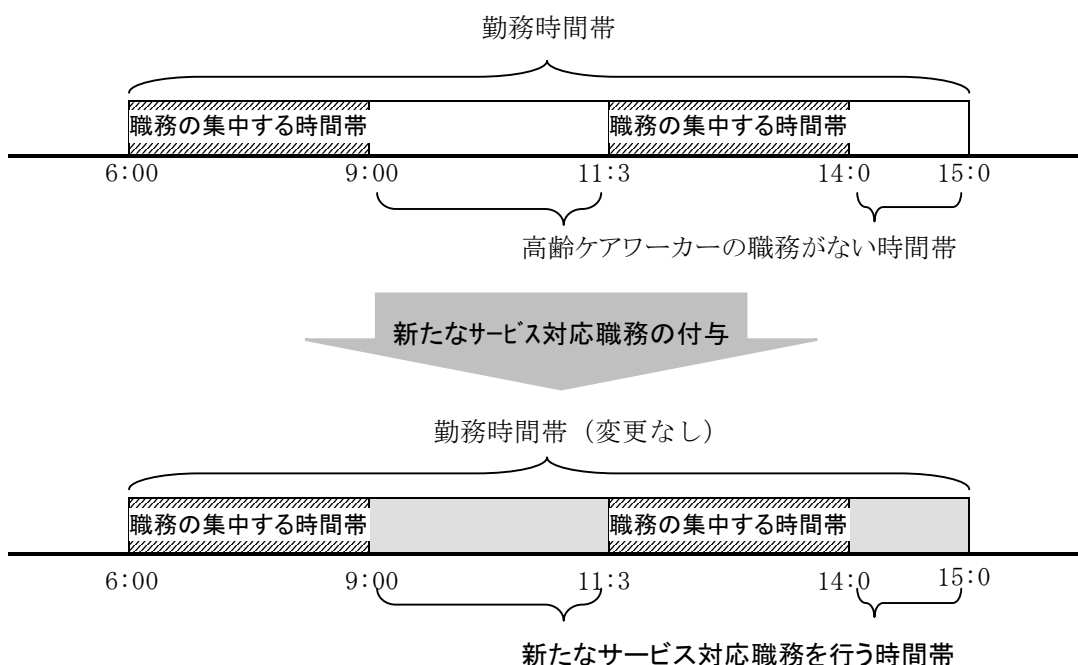 勤務時間帯
職務の集中する時間帯 職務の集中する時間帯
6:00 9:00 11:3 14:0 15:0
高齢ケアワーカーの職務がない時間帯
新たなサービス対応職務の付与
勤務時間帯（変更なし）
職務の集中する時間帯 職務の集中する時間帯
6:00 9:00 11:3 14:0 15:0
新たなサービス対応職務を行う時間帯